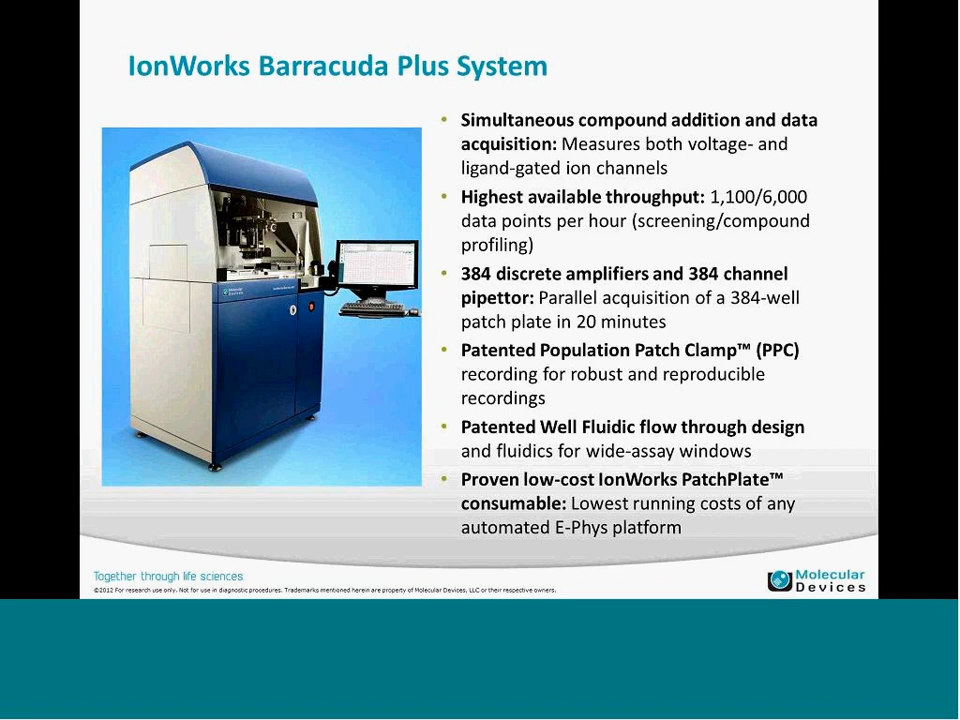 IonWorks Barracuda Plus System
• Simultaneous compound addition and data
acquisition: Measures both voltage- and
ligand-gated ion channels
• Highest available throughput: 1,100/6,000
data points per hour (screening/compound
profiling)
• 384 discrete amplifiers and 384 channel
pipettor: Parallel acquisition of a 384-well
patch plate in 20 minutes
• Patented Population Patch Clamp™ (PPC)
recording for robust and reproducible
recordings
• Patented Well Fluidic flow through design
and fluidics for wide-assay windows
• Proven low-cost IonWorks PatchPlate™
consumable: Lowest running costs of any
automated E-Phys platform
Together through life sciences.
©2012 For research use only. Not for use in diagnostic procedures. Trademarks mentioned herein are property of Molecular Devices, LLC or their respective owners.
Molecular
Devices